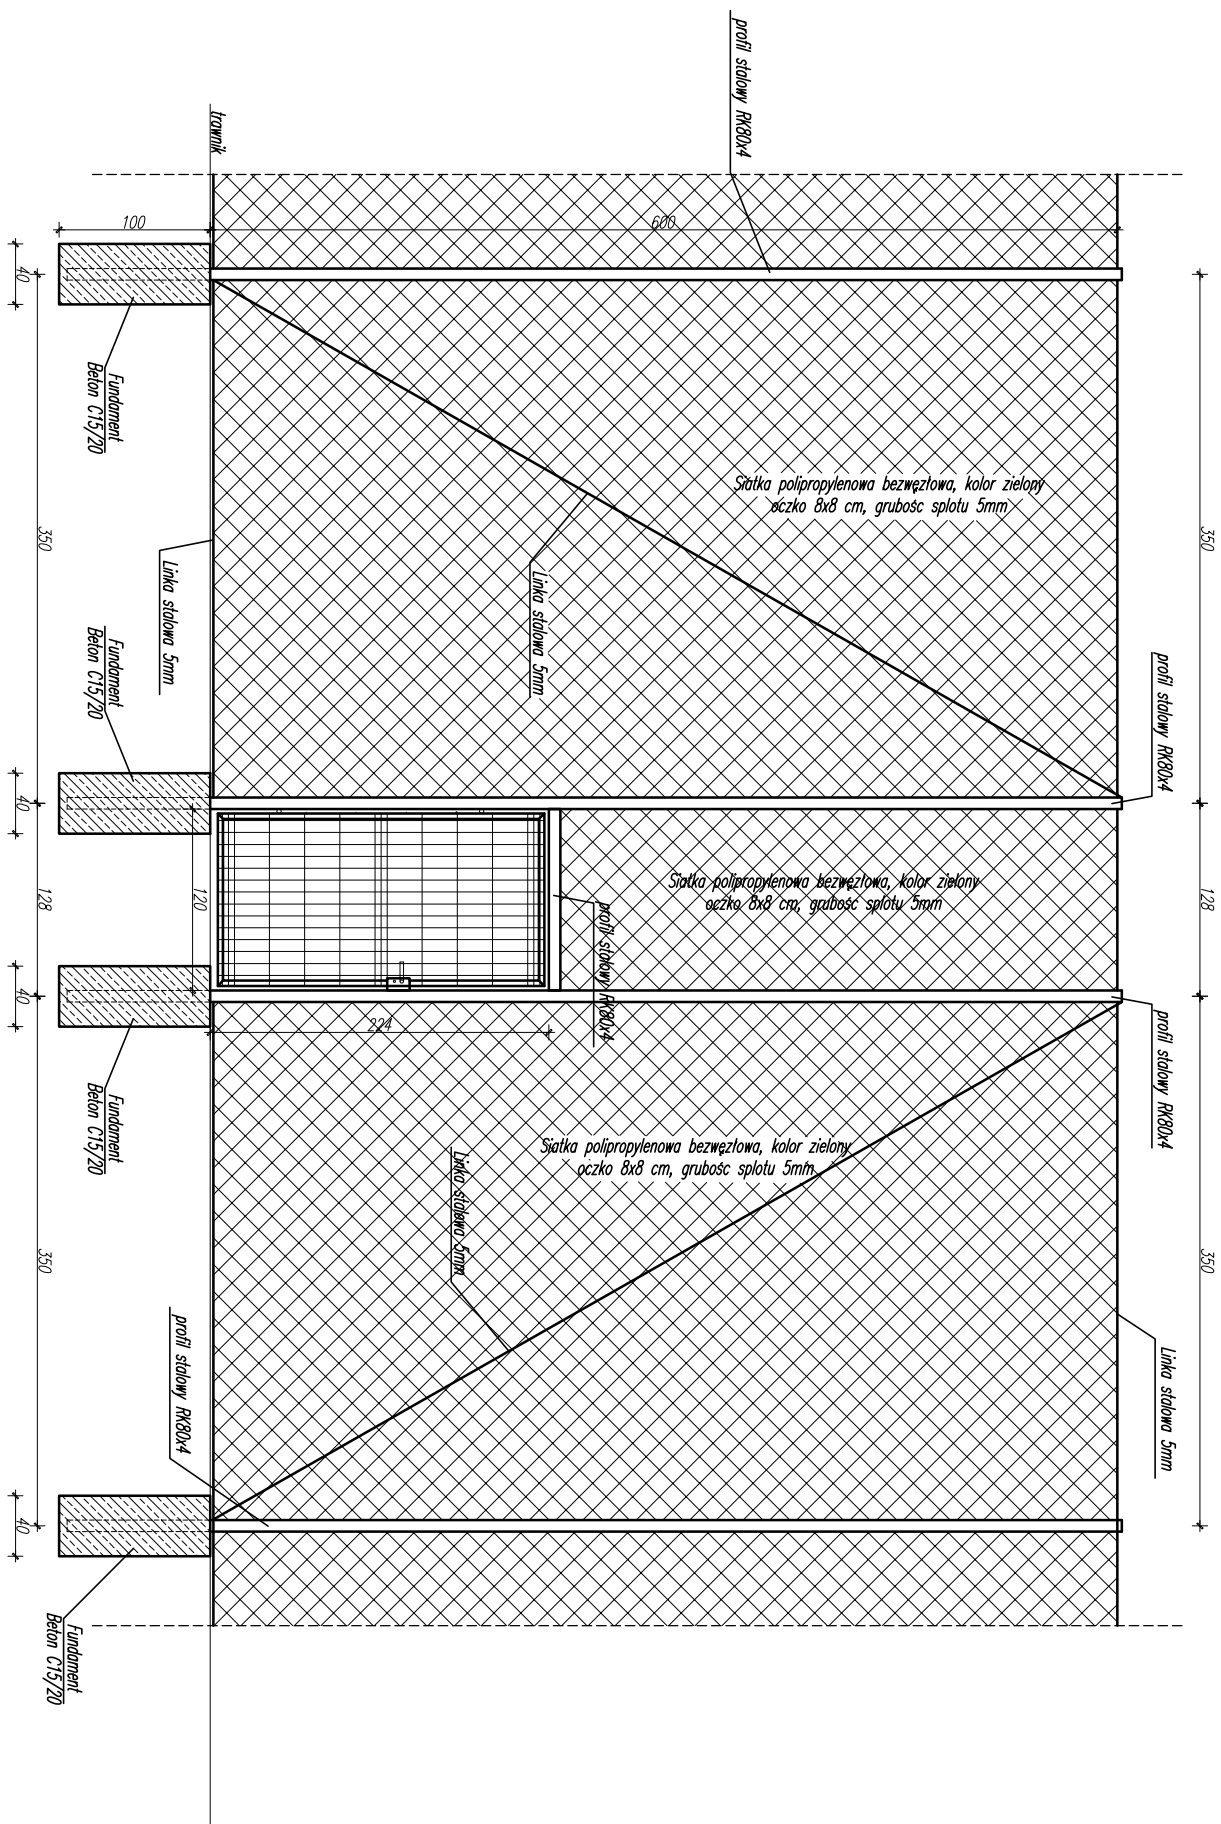 profil stalowy RK80x4
trawnik
100
600
40
Fundament
Beton C15/20
350
350
Siatka polipropylenowa bezwęzłowa, kolor zielony
oczko 8x8 cm, grubośc splotu 5mm
Linka stalowa 5mm
Linka stalowa 5mm
Fundament
Beton C15/20
profil stalowy RK80x4
40
128
120
128
Siatka polipropylenowa bezwęzłowa, kolor zielony
oczko 8x8 cm, grubośc splotu 5mm
profil stalowy RK80x4
40
224
profil stalowy RK80x4
Fundament
Beton C15/20
Siatka polipropylenowa bezwęzłowa, kolor zielony
oczko 8x8 cm, grubośc splotu 5mm
Linka stalowa 5mm
350
350
profil stalowy RK80x4
Linka stalowa 5mm
40
Fundament
Beton C15/20